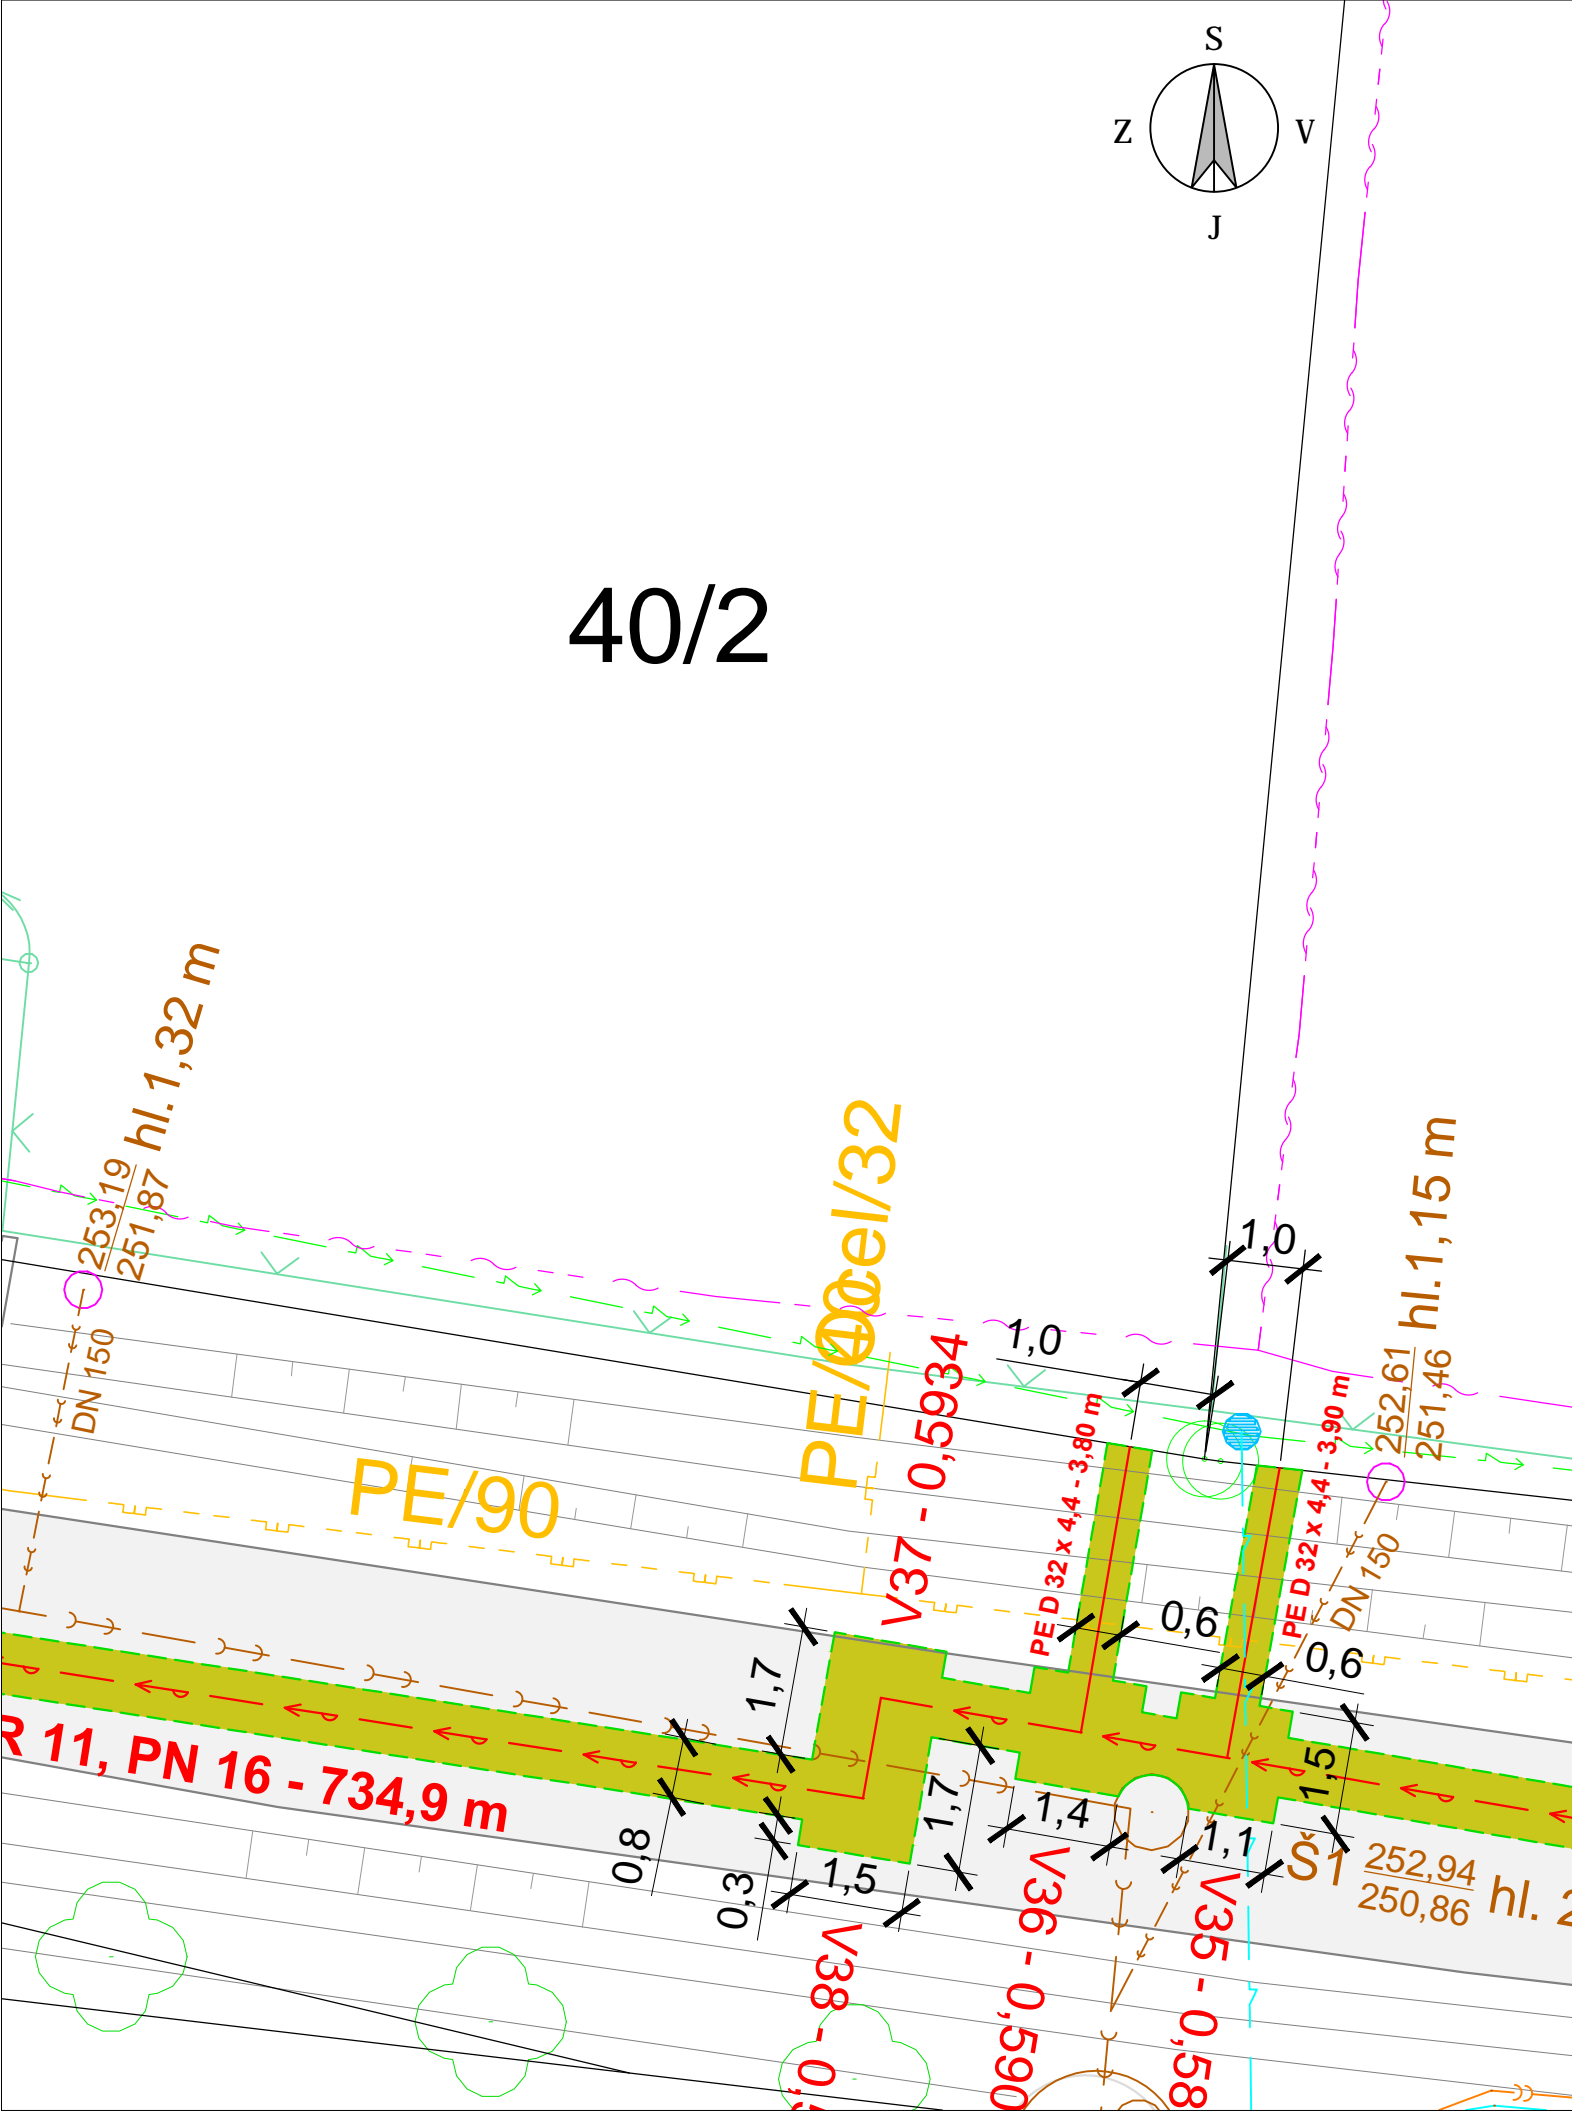 S
Z
V
J
40/2
253,19
251,87
hl.1,32 m
DN 150
PE/90
Ocel/32
1,0
1,0
V37 - 0,5934
PE D 32 x 4,4 - 3,80 m
PE D 32 x 4,4 - 3,90 m
252,61
251,46
hl.1,15 m
DN 150
0,6
0,6
1,7
R 11, PN 16 - 734,9 m
0,8
0,3
1,5
1,7
1,4
1,1
1,5
Š1
252,94
250,86
hl. 2
V38 - 0,
V36 - 0,590
V35 - 0,58